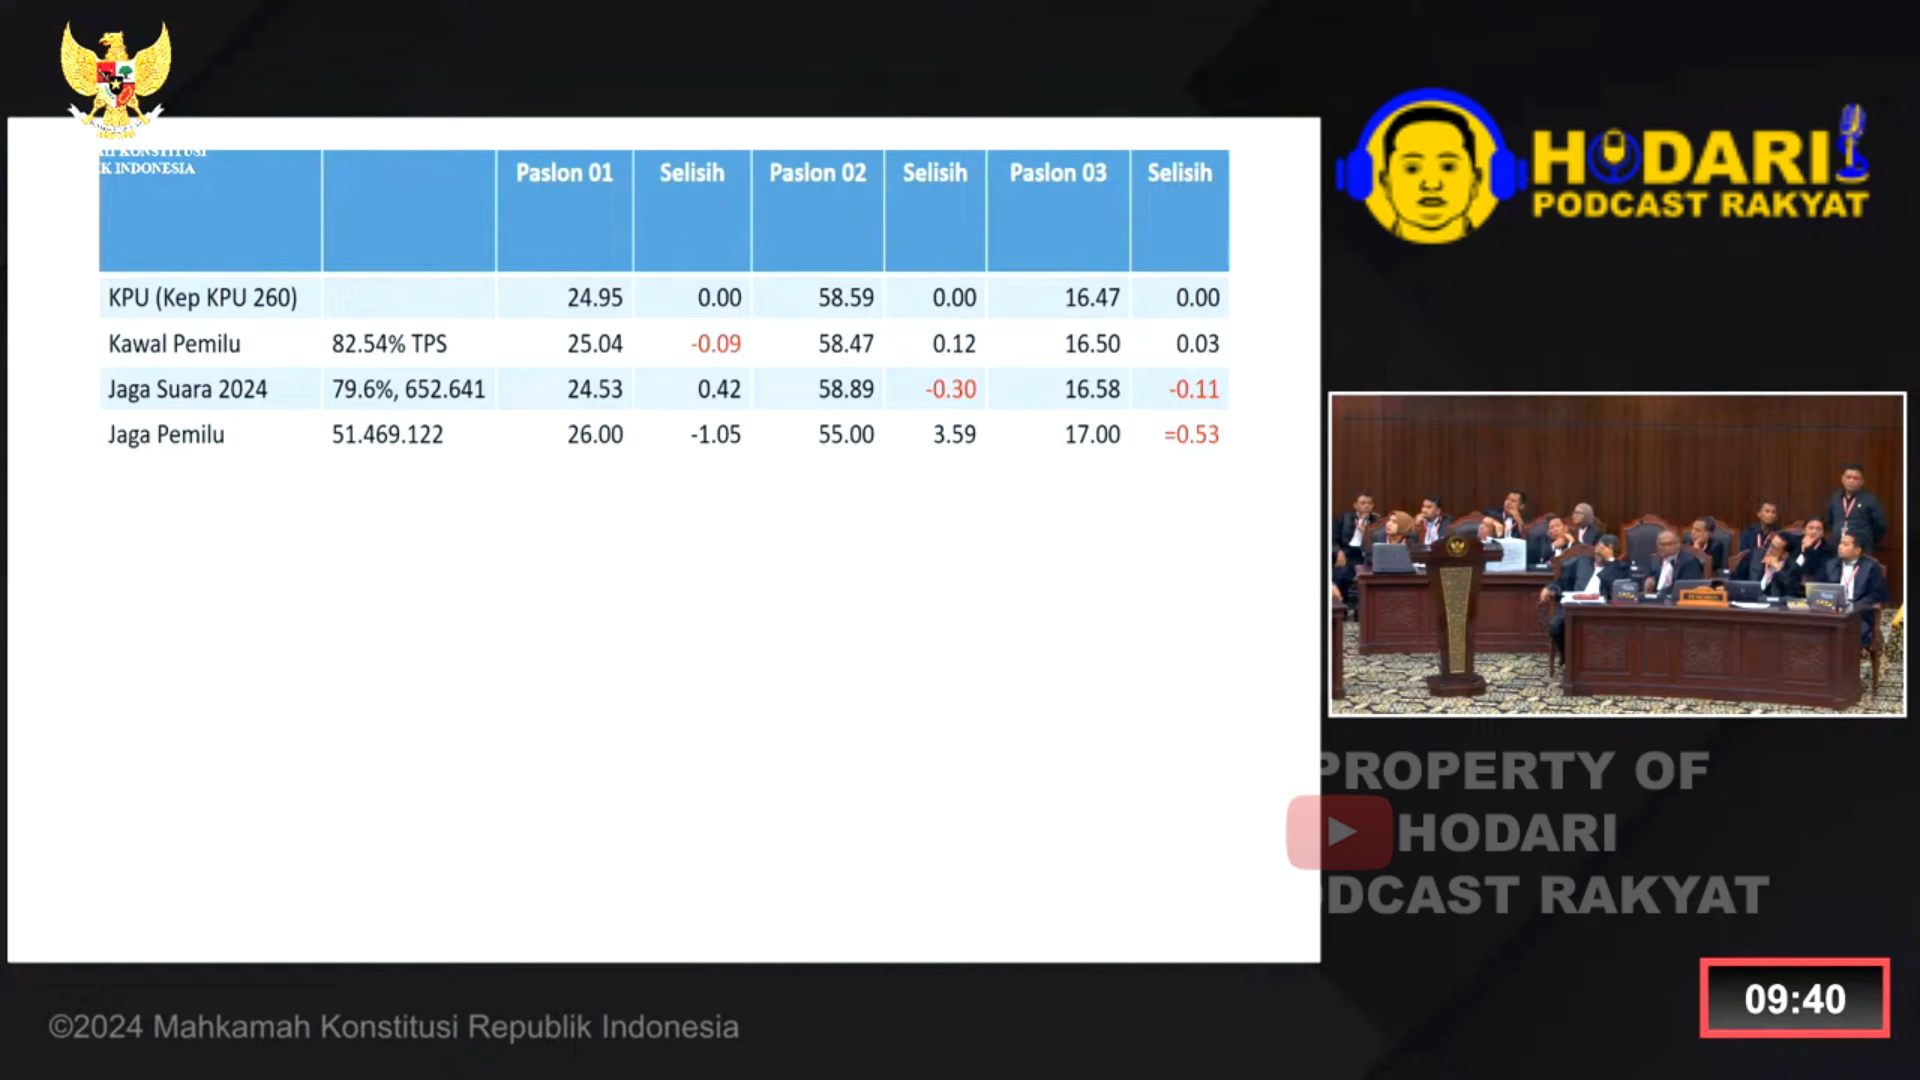 KONSTITUSI
K INDONESIA
Paslon 01 Selisih Paslon 02 Selisih Paslon 03 Selisih
KPU (Kep KPU 260) 24.95 0.00 58.59 0.00 16.47 0.00
Kawal Pemilu 82.54% TPS 25.04 -0.09 58.47 0.12 16.50 0.03
Jaga Suara 2024 79.6%, 652.641 24.53 0.42 58.89 -0.30 16.58 -0.11
Jaga Pemilu 51.469.122 26.00 -1.05 55.00 3.59 17.00 =0.53
HODARI
PODCAST RAKYAT
PROPERTY OF
HODARI
ODCAST RAKYAT
09:40
©2024 Mahkamah Konstitusi Republik Indonesia